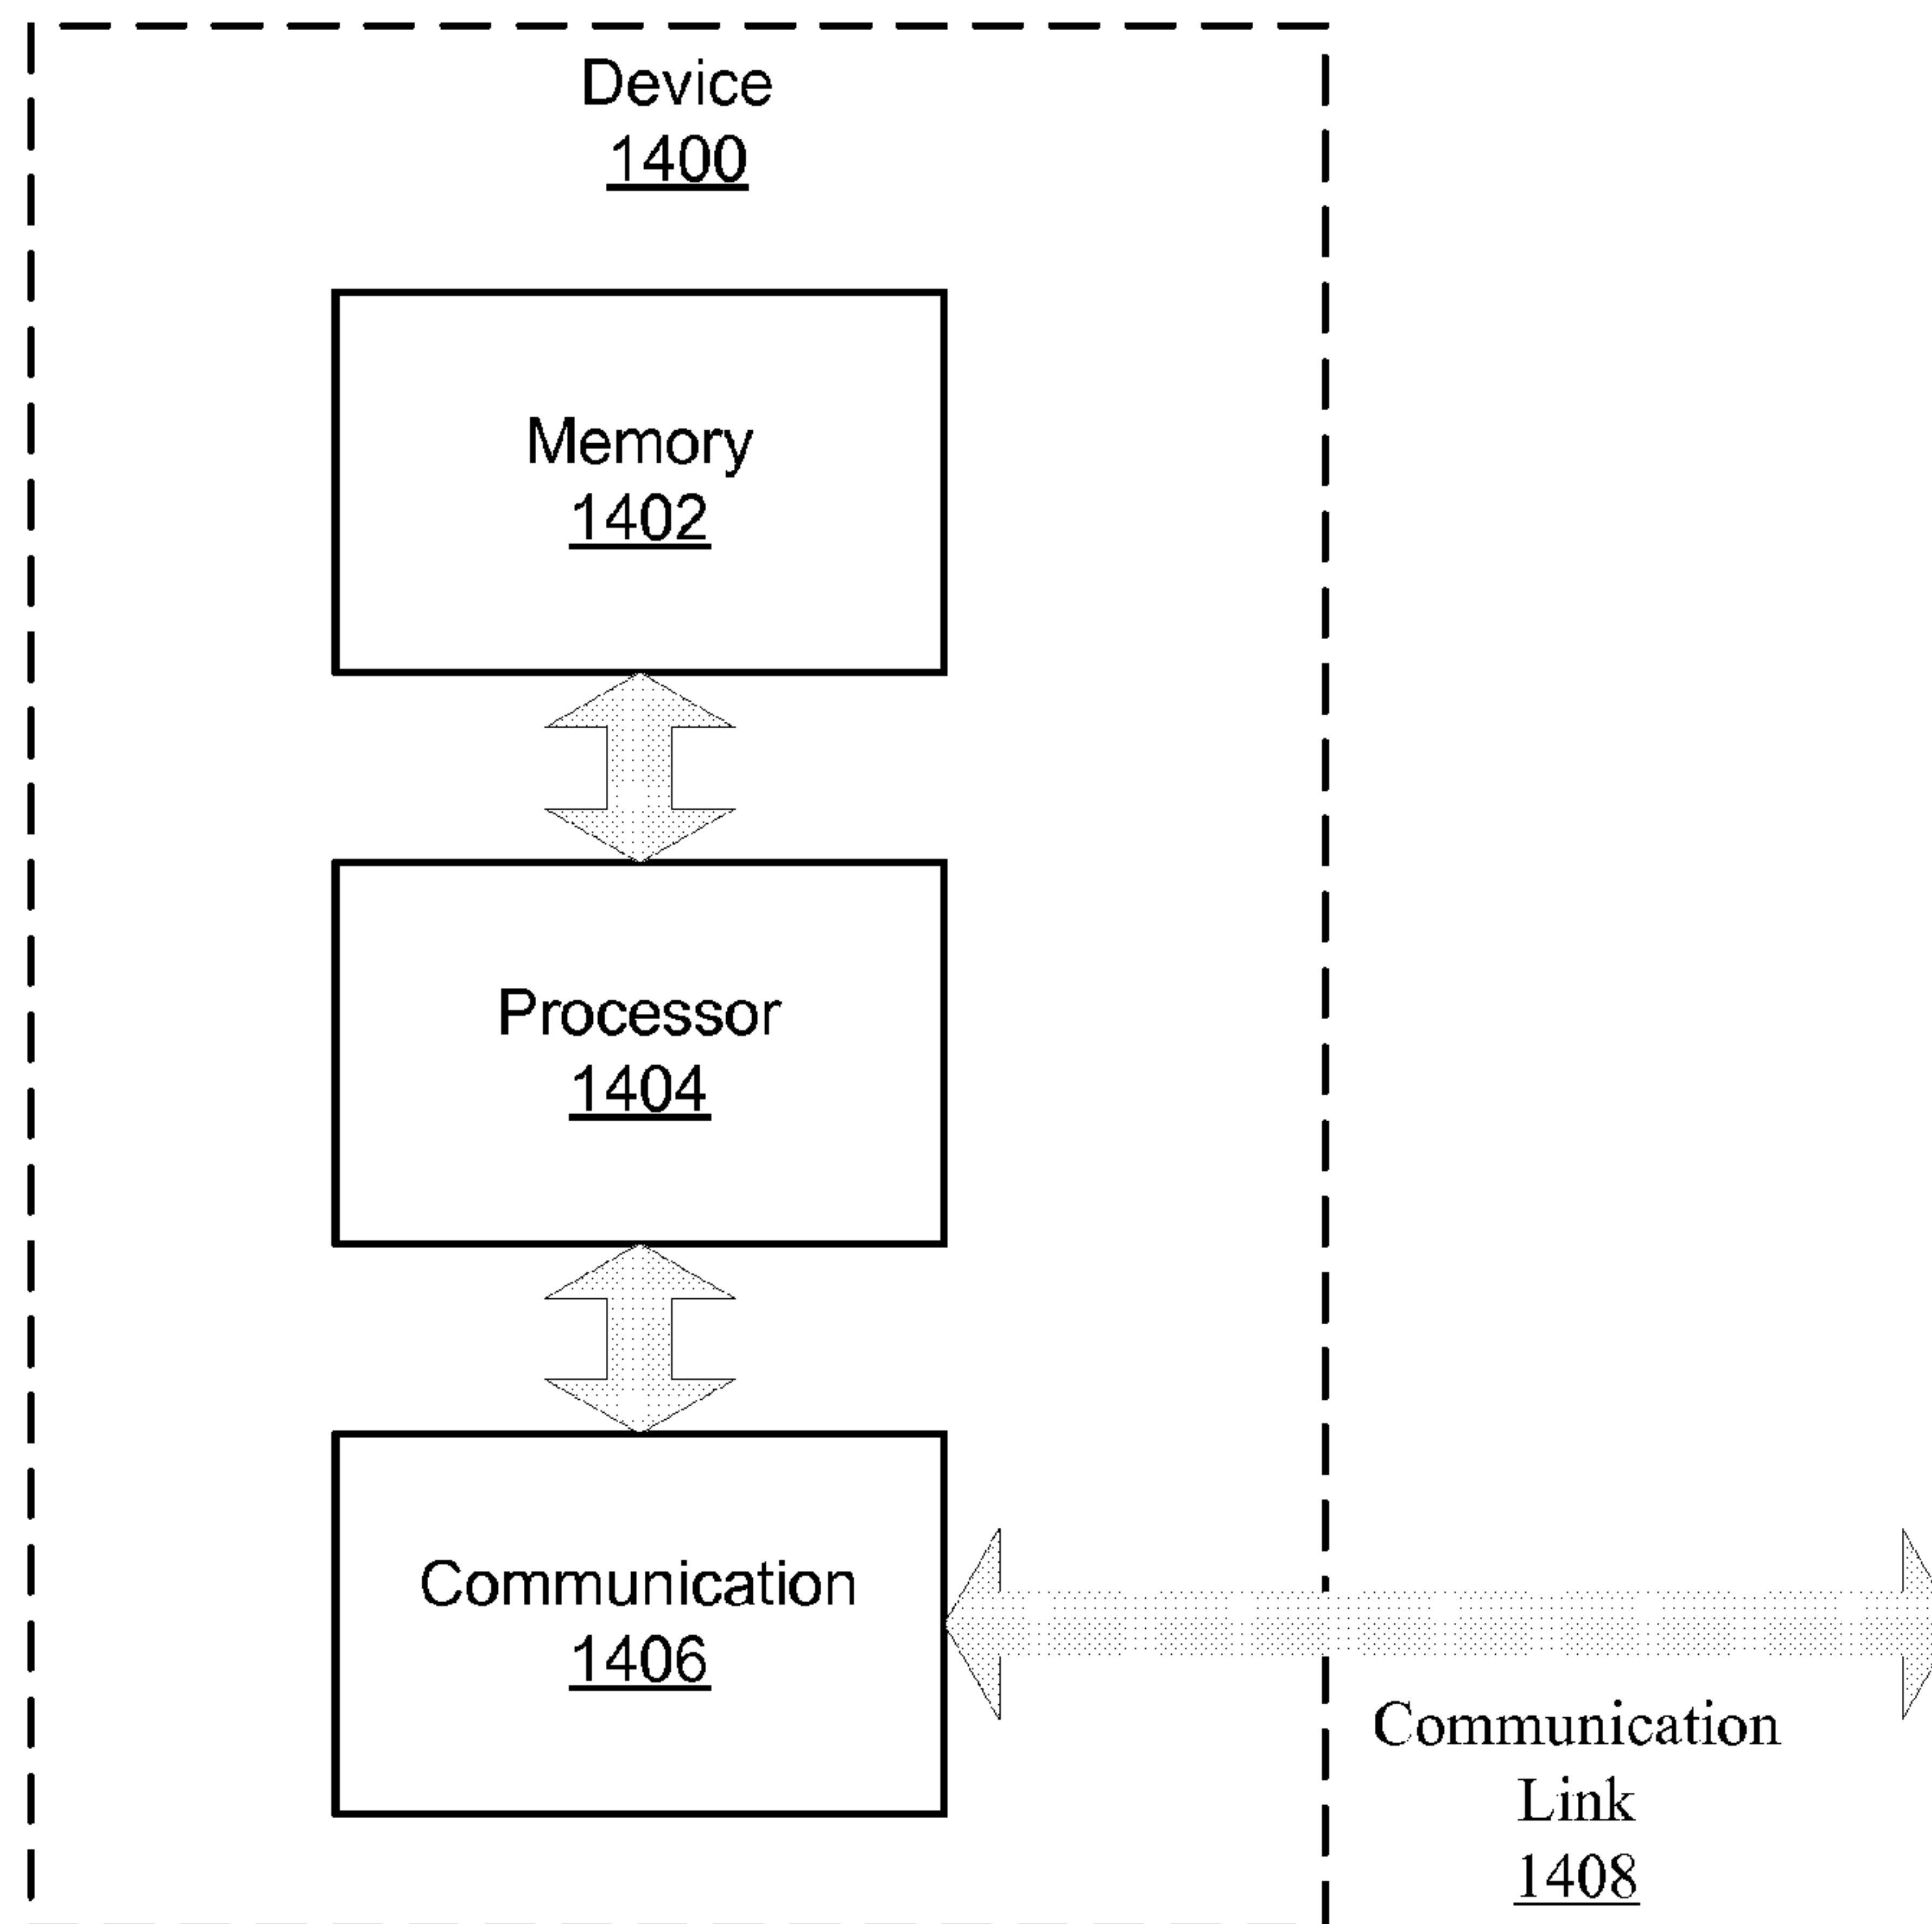 Device
1400
Memory
1402
Processor
1404
Communication
1406
Communication
Link
1408